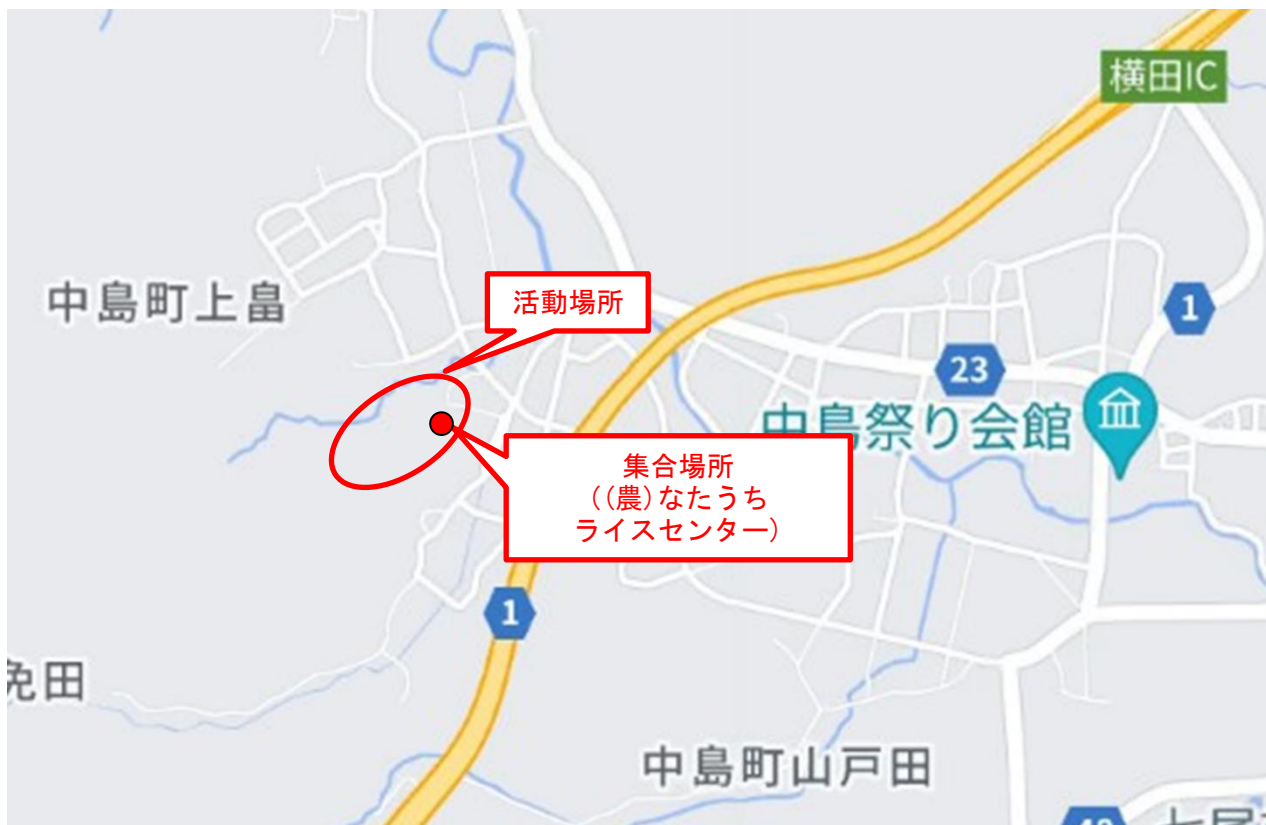 横田IC
中島町上畠
活動場所
1
23
中島祭り会館
集合場所
((農)なたうち
ライスセンター)
1
免田
中島町山戸田